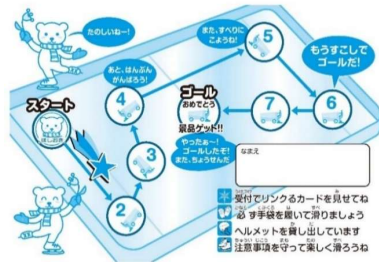 たのしいねー!
また、すべりに
こようね!
もうすこしで
ゴールだ!
あと、はんぶん
がんばろう!
スタート
ゴール
おめでとう
景品ゲッド!!
やったぁ~!
ゴールしたぞ!
また、ちょうせんだ
2
3
4
5
6
7
なまえ
受付でリンクるカードを見せてね
必ず手袋を履いて滑りましょう
ヘルメットを貸し出しています
注意事項を守って楽しく滑ろうね